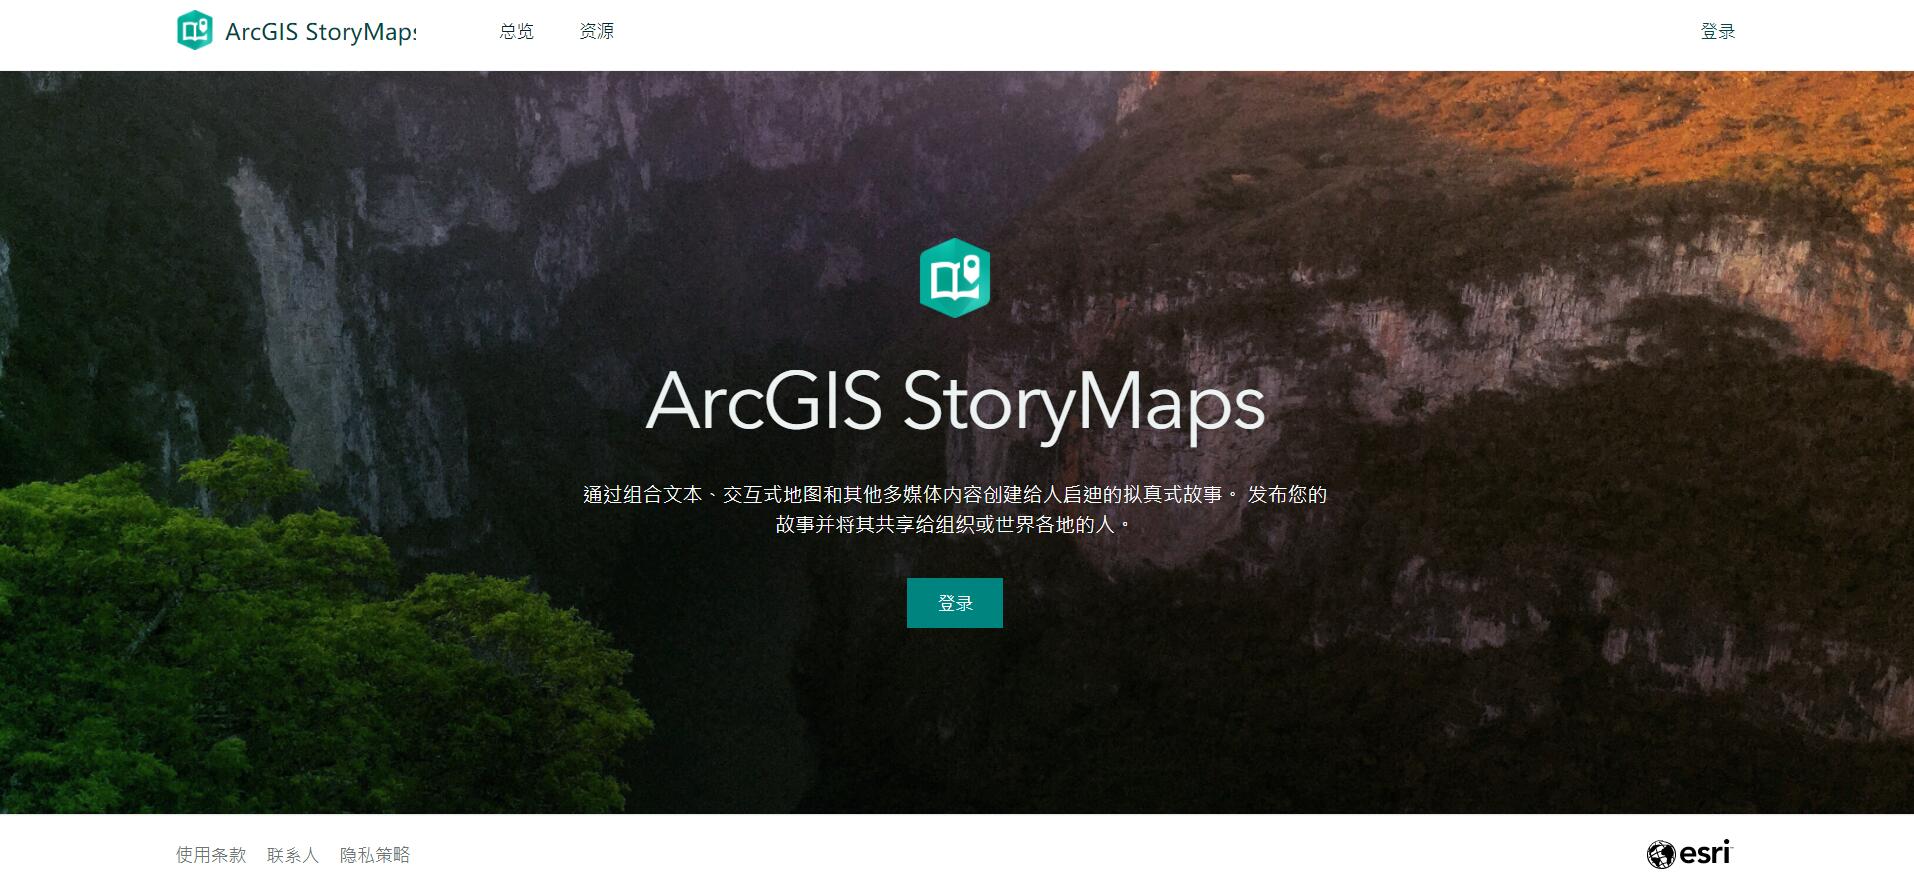 ArcGIS StoryMaps
总览
资源
登录
ArcGIS StoryMaps
通过组合文本、交互式地图和其他多媒体内容创建给人启迪的拟真式故事。 发布您的
故事并将其共享给组织或世界各地的人。
登录
使用条款
联系人
隐私策略
esri